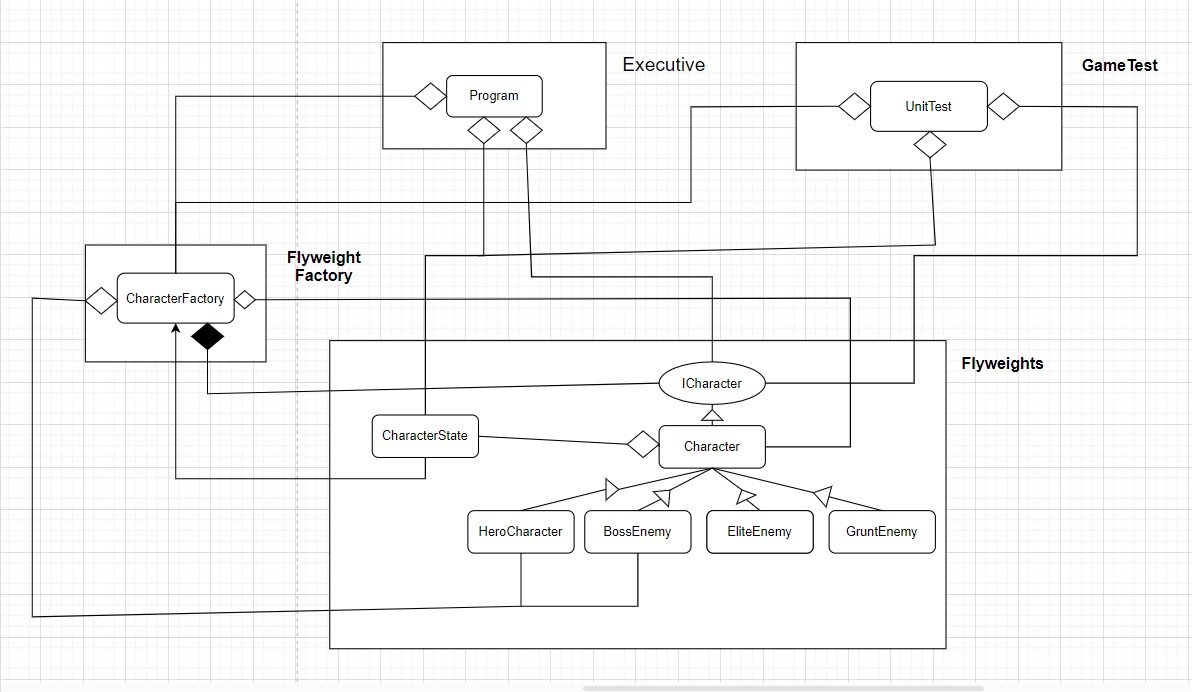 Executive
GameTest
Program
UnitTest
Flyweight
Factory
CharacterFactory
Flyweights
ICharacter
CharacterState
Character
HeroCharacter
BossEnemy
EliteEnemy
GruntEnemy